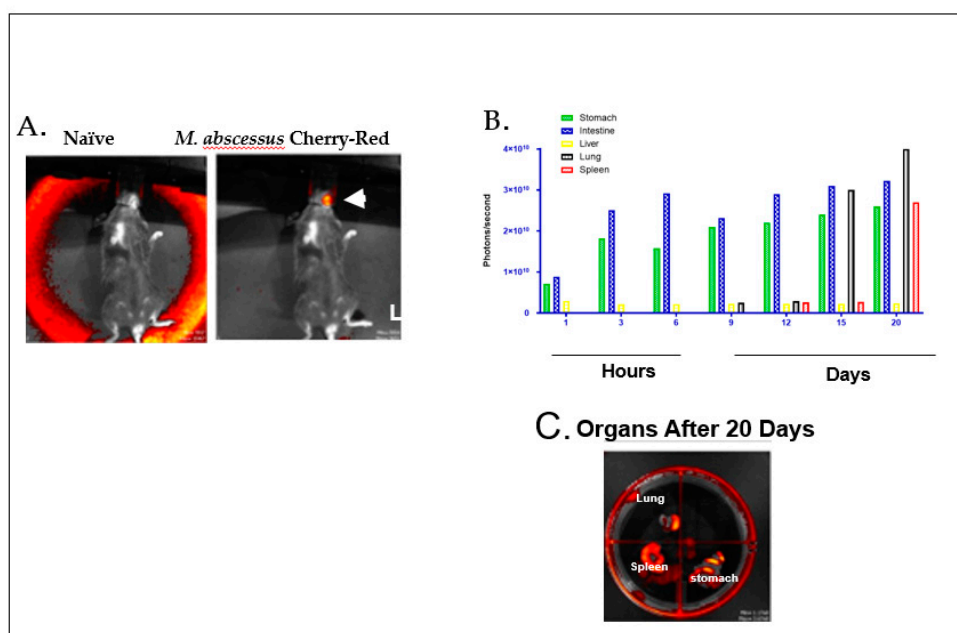 A.
Naïve
M. abscessus Cherry-Red
L
B.
Stomach
Intestine
Liver
Lung
Spleen
Photons/second
4×10¹⁰
3×10¹⁰
2×10¹⁰
1×10¹⁰
0
1 3 6 9 12 15 20
Hours Days
C. Organs After 20 Days
Lung
Spleen
stomach